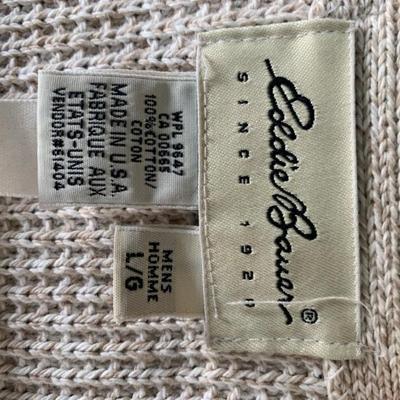 Eddie Bauer®
SINCE 1920
WPL 9647
CA 30665
100% COTTON/
COTON
MADE IN U.S.A.
FABRIQUE AUX
ETATS-UNIS
VENDOR#61404
MENS
HOMME
L/G